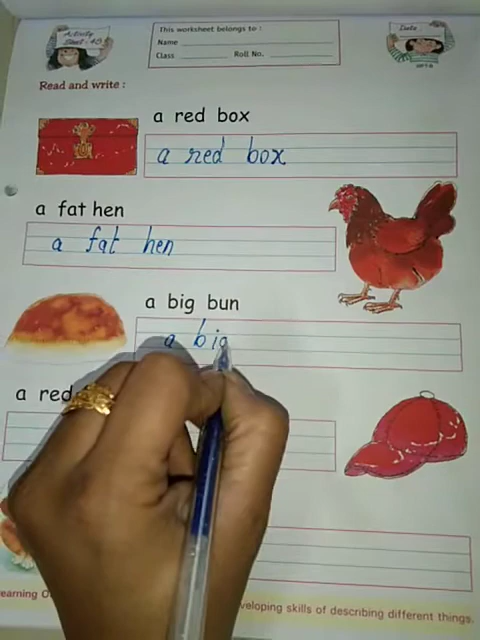 Activity Sheet - 45
This worksheet belongs to :
Name
Class Roll No.
Date
Read and write :
a red box
a red box
a fat hen
a fat hen
a big bun
a big
a red
earning
veloping skills of describing different things.